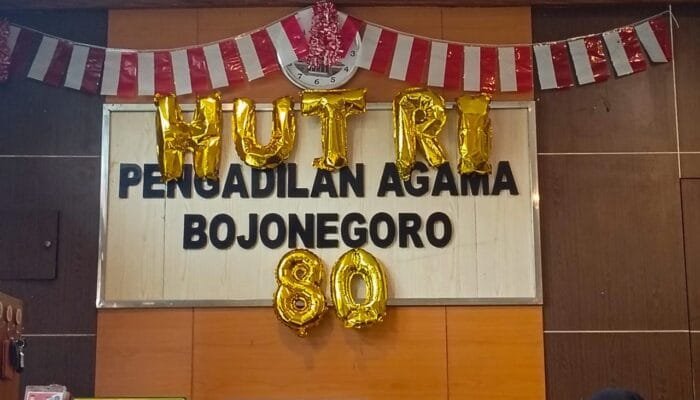 HUT RI
PENGADILAN AGAMA
BOJONEGORO
80